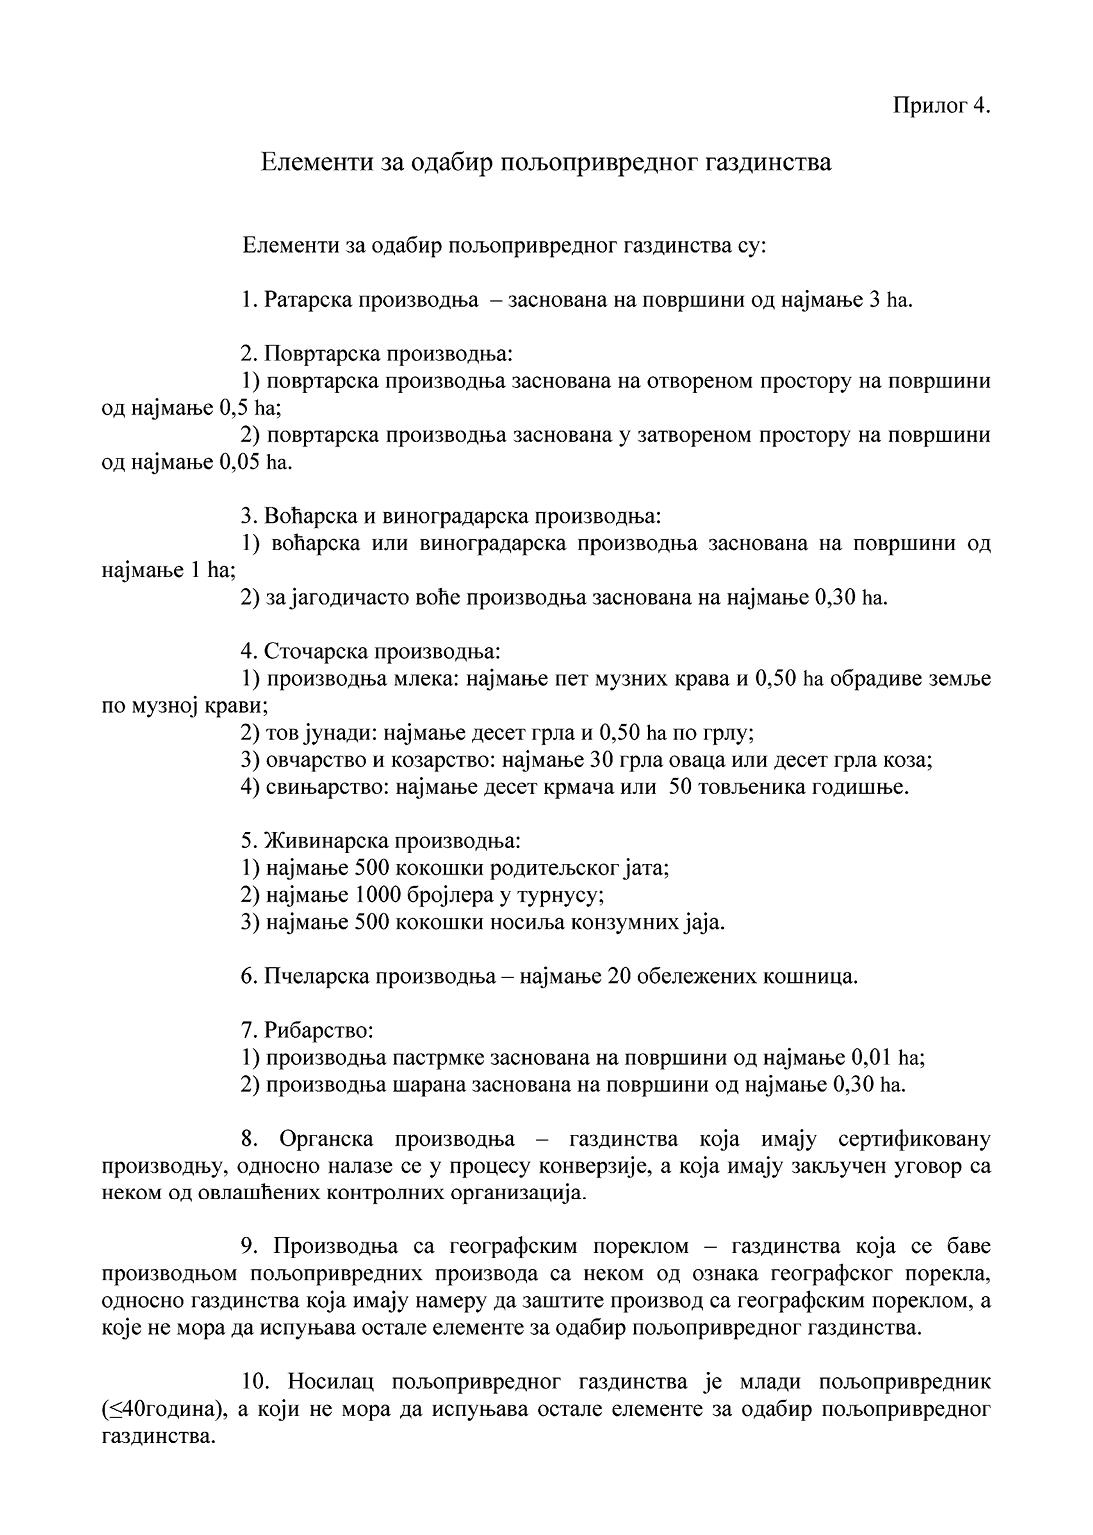 Прилог 4.
Елементи за одабир пољопривредног газдинства
Елементи за одабир пољопривредног газдинства су:
1. Ратарска производња – заснована на површини од најмање 3 ha.
2. Повртарска производња:
1) повртарска производња заснована на отвореном простору на површини
од најмање 0,5 ha;
2) повртарска производња заснована у затвореном простору на површини
од најмање 0,05 ha.
3. Воћарска и виноградарска производња:
1) воћарска или виноградарска производња заснована на површини од
најмање 1 ha;
2) за јагодичасто воће производња заснована на најмање 0,30 ha.
4. Сточарска производња:
1) производња млека: најмање пет музних крава и 0,50 ha обрадиве земље
по музној крави;
2) тов јунади: најмање десет грла и 0,50 ha по грлу;
3) овчарство и козарство: најмање 30 грла оваца или десет грла коза;
4) свињарство: најмање десет крмача или 50 товљеника годишње.
5. Живинарска производња:
1) најмање 500 кокошки родитељског јата;
2) најмање 1000 бројлера у турнусу;
3) најмање 500 кокошки носиља конзумних јаја.
6. Пчеларска производња – најмање 20 обележених кошница.
7. Рибарство:
1) производња пастрмке заснована на површини од најмање 0,01 ha;
2) производња шарана заснована на површини од најмање 0,30 ha.
8. Органска производња – газдинства која имају сертификовану
производњу, односно налазе се у процесу конверзије, а која имају закључен уговор са
неком од овлашћених контролних организација.
9. Производња са географским пореклом – газдинства која се баве
производњом пољопривредних производа са неком од ознака географског порекла,
односно газдинства која имају намеру да заштите производ са географским пореклом, а
које не мора да испуњава остале елементе за одабир пољопривредног газдинства.
10. Носилац пољопривредног газдинства је млади пољопривредник
(≤40година), а који не мора да испуњава остале елементе за одабир пољопривредног
газдинства.